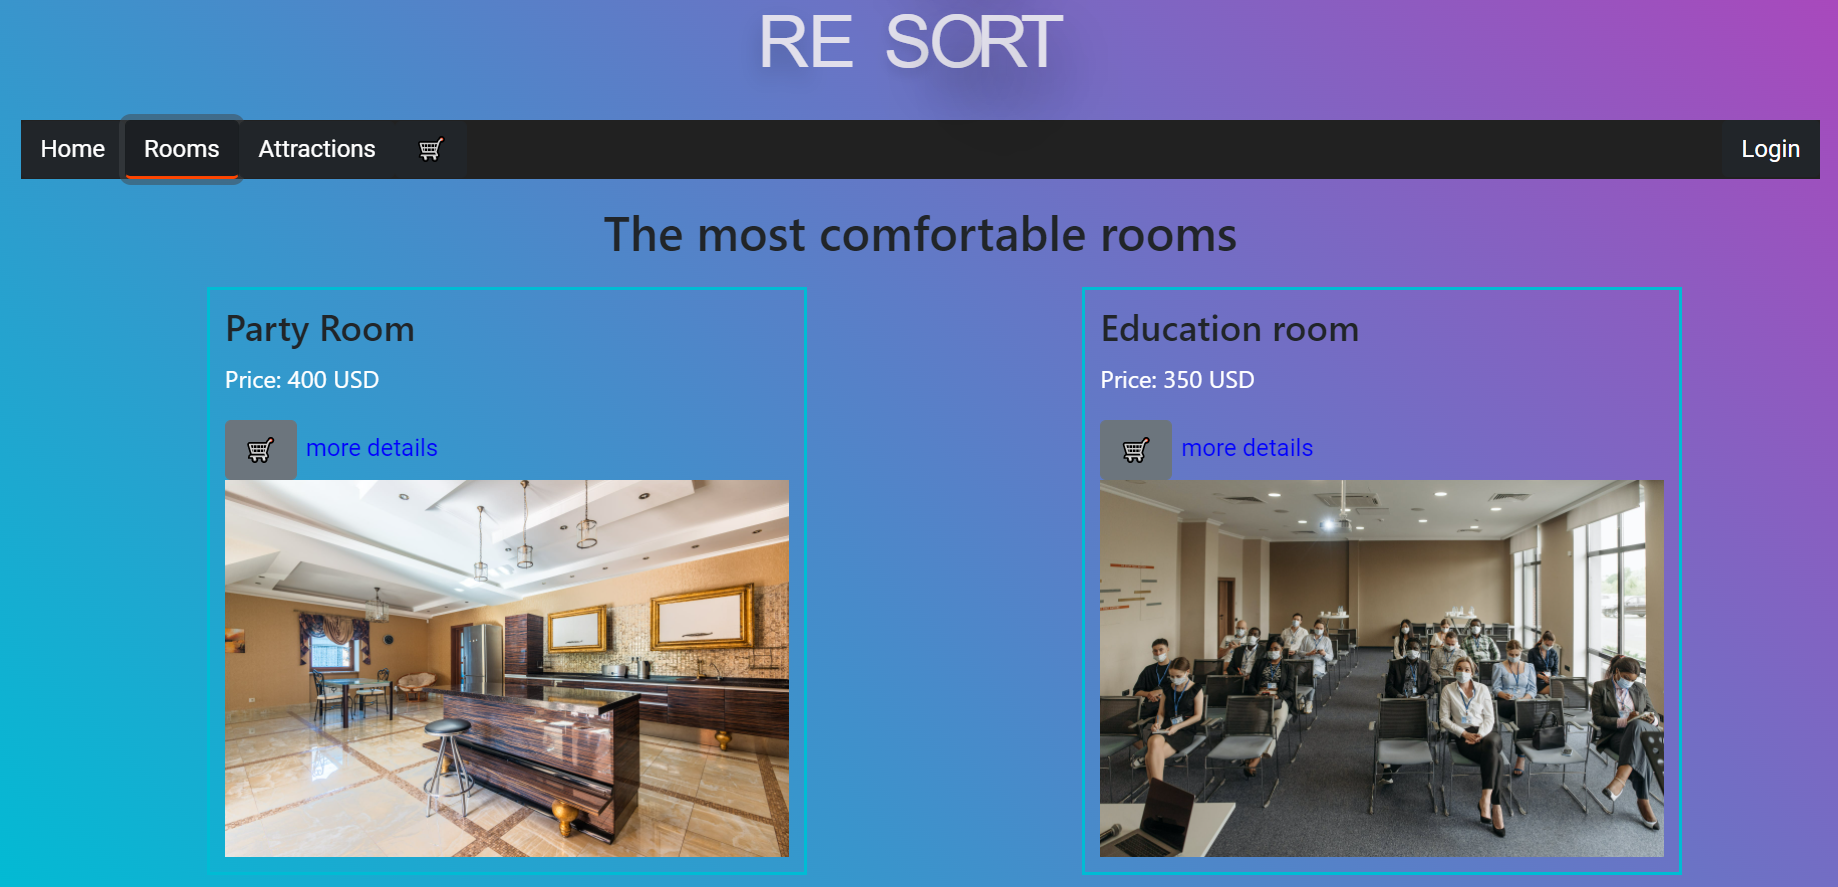 RE SORT
Home Rooms Attractions Login
The most comfortable rooms
Party Room
Price: 400 USD
more details
Education room
Price: 350 USD
more details